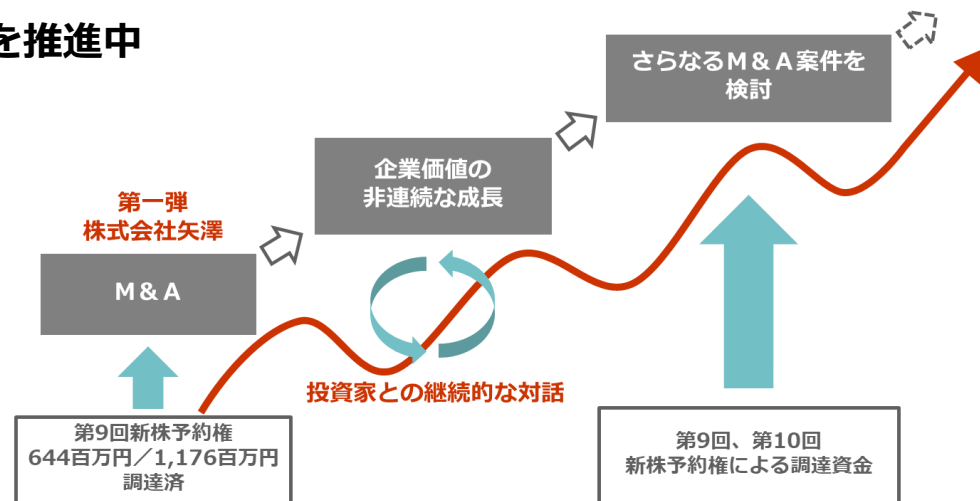 を推進中
さらなるM&A案件を
検討
企業価値の
非連続な成長
第一弾
株式会社矢澤
M&A
投資家との継続的な対話
第9回新株予約権
644百万円／1,176百万円
調達済
第9回、第10回
新株予約権による調達資金